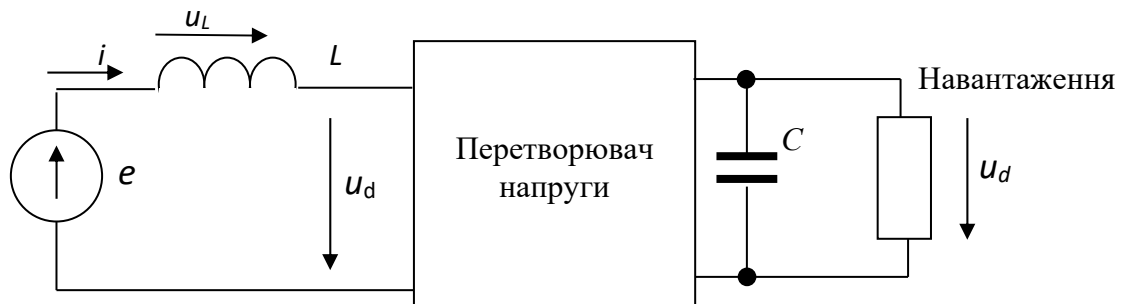 u_L
i
L
Навантаження
Перетворювач
напруги
C
e
u_d
u_d